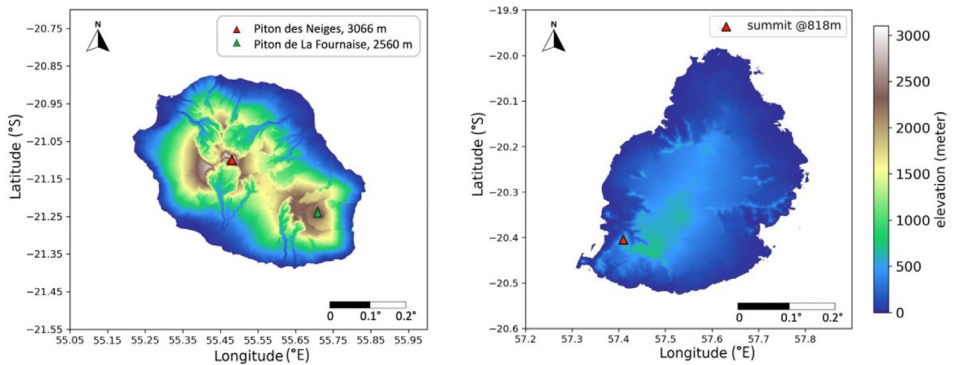 N
Piton des Neiges, 3066 m
Piton de La Fournaise, 2560 m
−20.75
−20.85
−20.95
−21.05
−21.15
−21.25
−21.35
−21.45
−21.55
Latitude (°S)
0
0.1°
0.2°
55.05 55.15 55.25 55.35 55.45 55.55 55.65 55.75 55.85 55.95
Longitude (°E)
N
summit @818m
−19.9
−20.0
−20.1
−20.2
−20.3
−20.4
−20.5
−20.6
Latitude (°S)
0
0.1°
0.2°
57.2 57.3 57.4 57.5 57.6 57.7 57.8
Longitude (°E)
3000
2500
2000
1500
1000
500
0
elevation (meter)